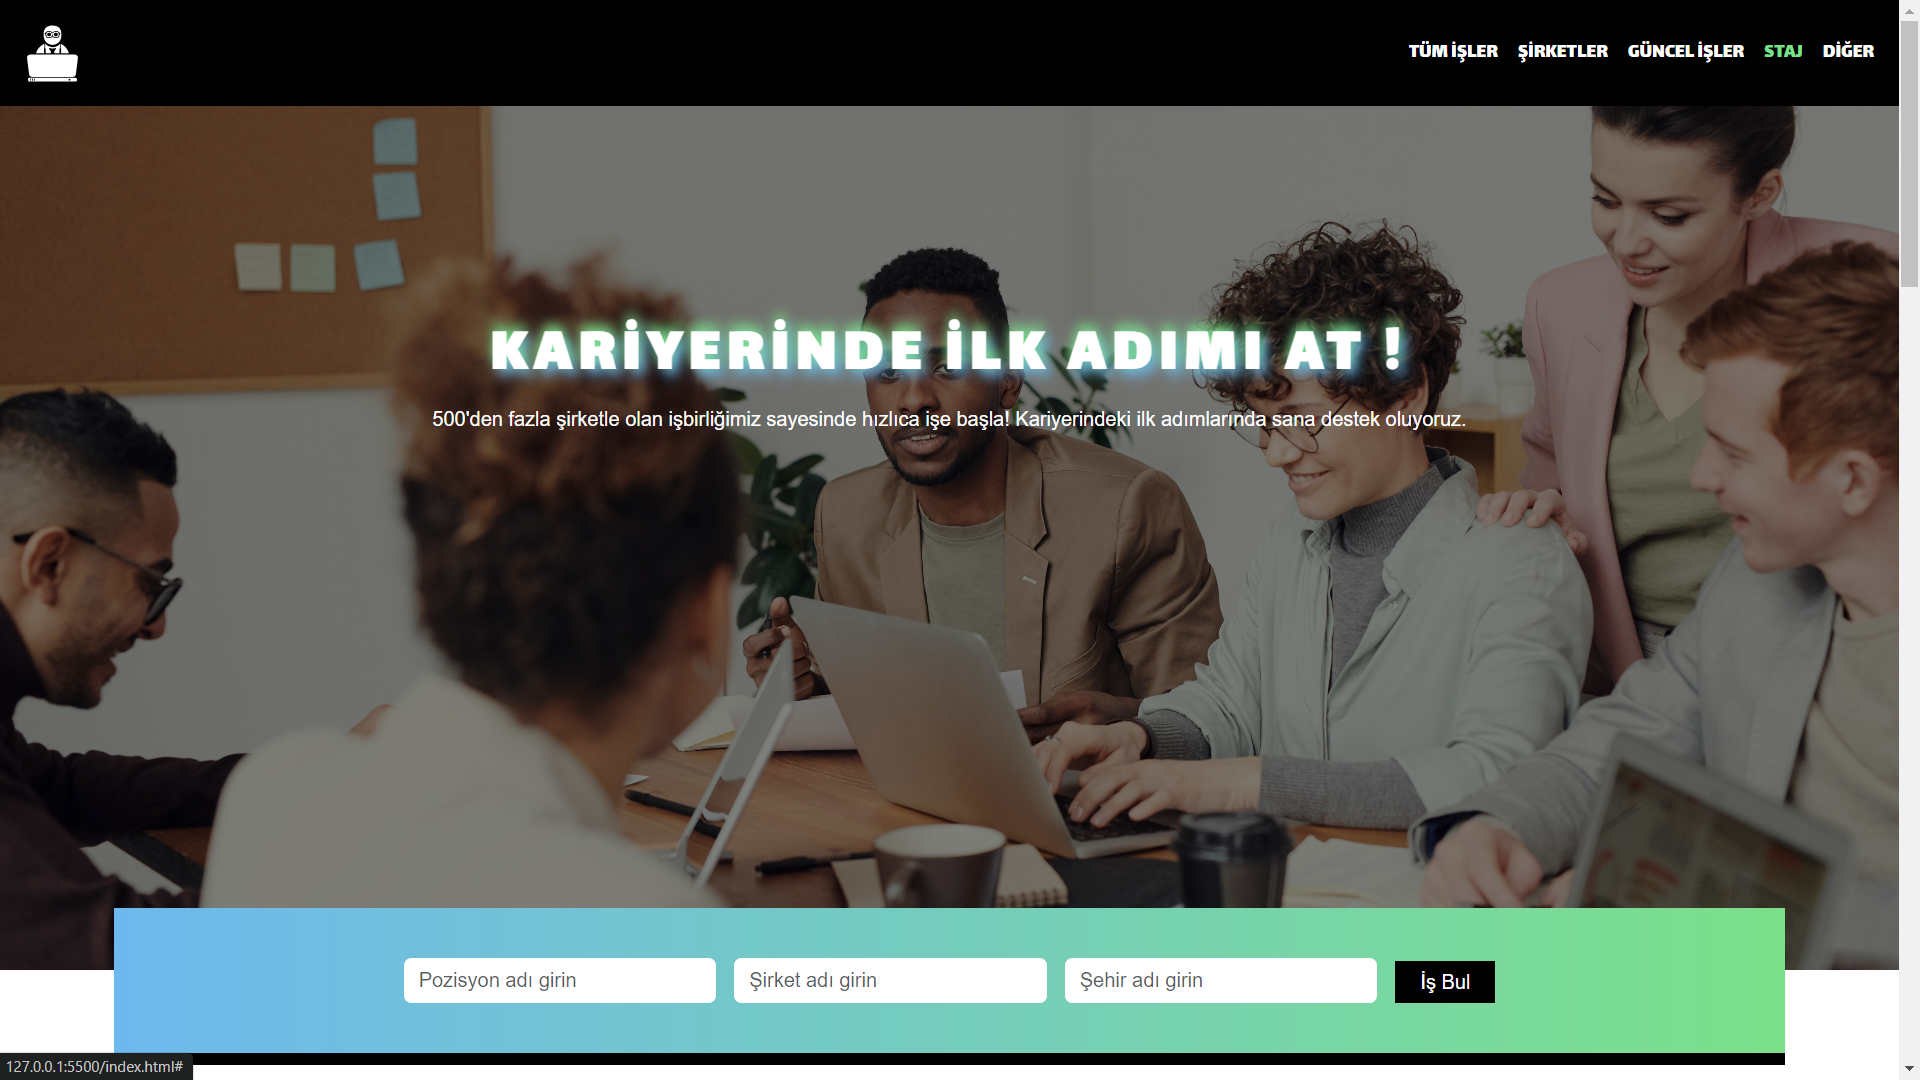 TÜM İŞLER ŞİRKETLER GÜNCEL İŞLER STAJ DİĞER
KARİYERİNDE İLK ADIMI AT !
500'den fazla şirketle olan işbirliğimiz sayesinde hızlıca işe başla! Kariyerindeki ilk adımlarında sana destek oluyoruz.
Pozisyon adı girin Şirket adı girin Şehir adı girin İş Bul
127.0.0.1:5500/index.html#